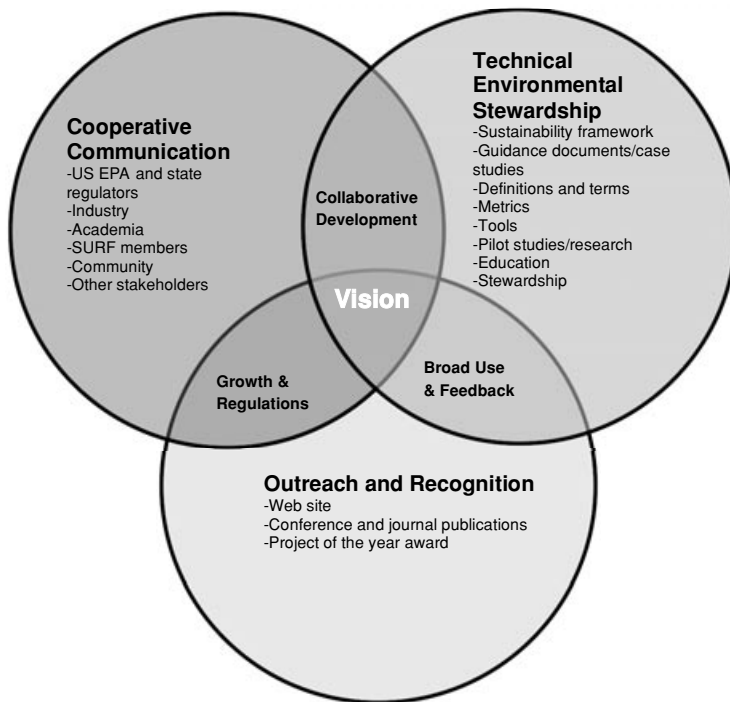 Cooperative
Communication
-US EPA and state
regulators
-Industry
-Academia
-SURF members
-Community
-Other stakeholders
Technical
Environmental
Stewardship
-Sustainability framework
-Guidance documents/case
studies
-Definitions and terms
-Metrics
-Tools
-Pilot studies/research
-Education
-Stewardship
Collaborative
Development
Vision
Growth &
Regulations
Broad Use
& Feedback
Outreach and Recognition
-Web site
-Conference and journal publications
-Project of the year award